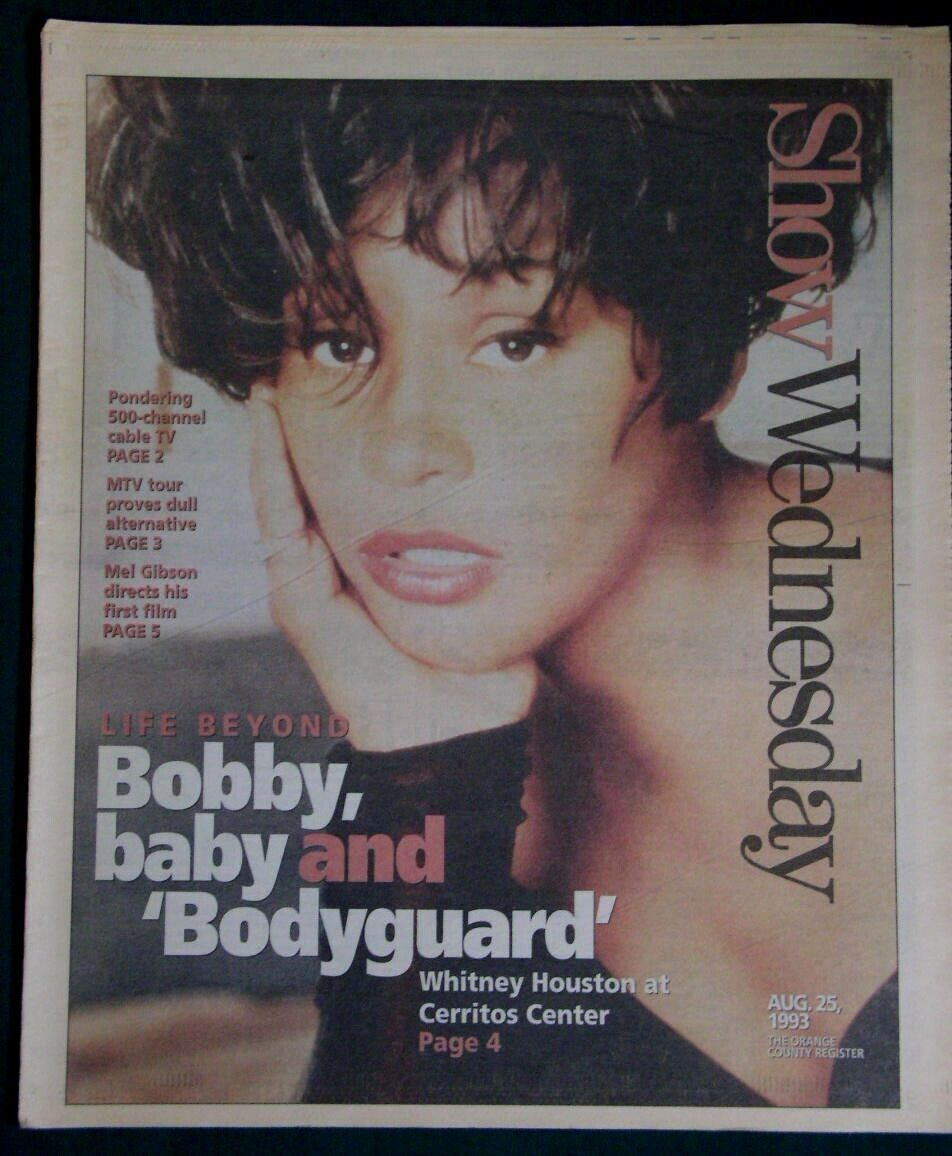 Show Wednesday
Pondering
500-channel
cable TV
PAGE 2
MTV tour
proves dull
alternative
PAGE 3
Mel Gibson
directs his
first film
PAGE 5
LIFE BEYOND
Bobby,
baby and
'Bodyguard'
Whitney Houston at
Cerritos Center
Page 4
AUG. 25,
1993
THE ORANGE
COUNTY REGISTER